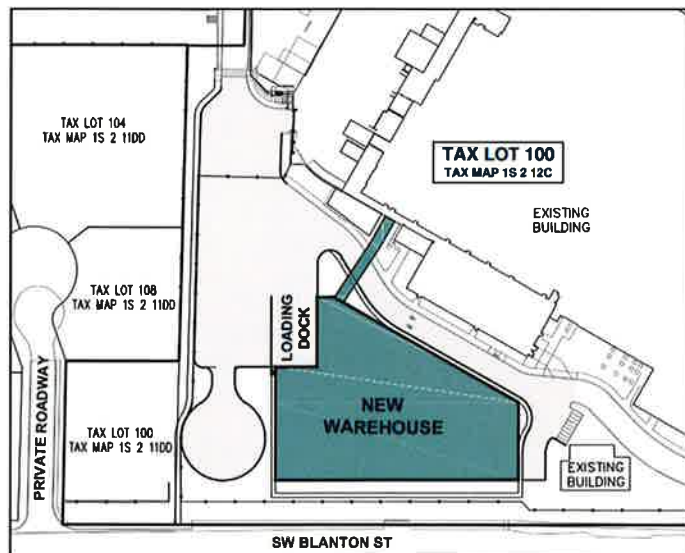 TAX LOT 104
TAX MAP 1S 2 11DD
TAX LOT 100
TAX MAP 1S 2 12C
EXISTING
BUILDING
TAX LOT 108
TAX MAP 1S 2 11DD
LOADING
DOCK
PRIVATE ROADWAY
TAX LOT 100
TAX MAP 1S 2 11DD
NEW
WAREHOUSE
EXISTING
BUILDING
SW BLANTON ST